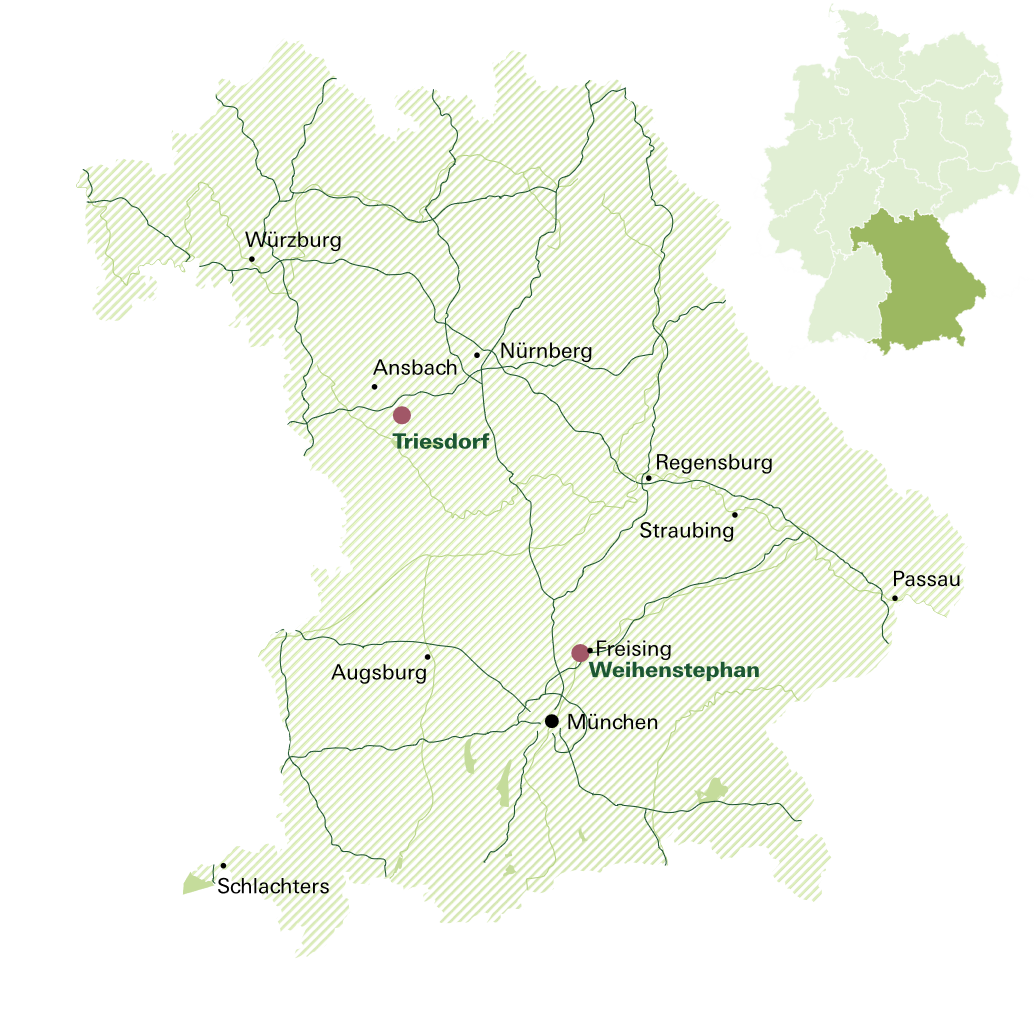 Würzburg
Nürnberg
Ansbach
Triesdorf
Regensburg
Straubing
Passau
Freising
Weihenstephan
Augsburg
München
Schlachters